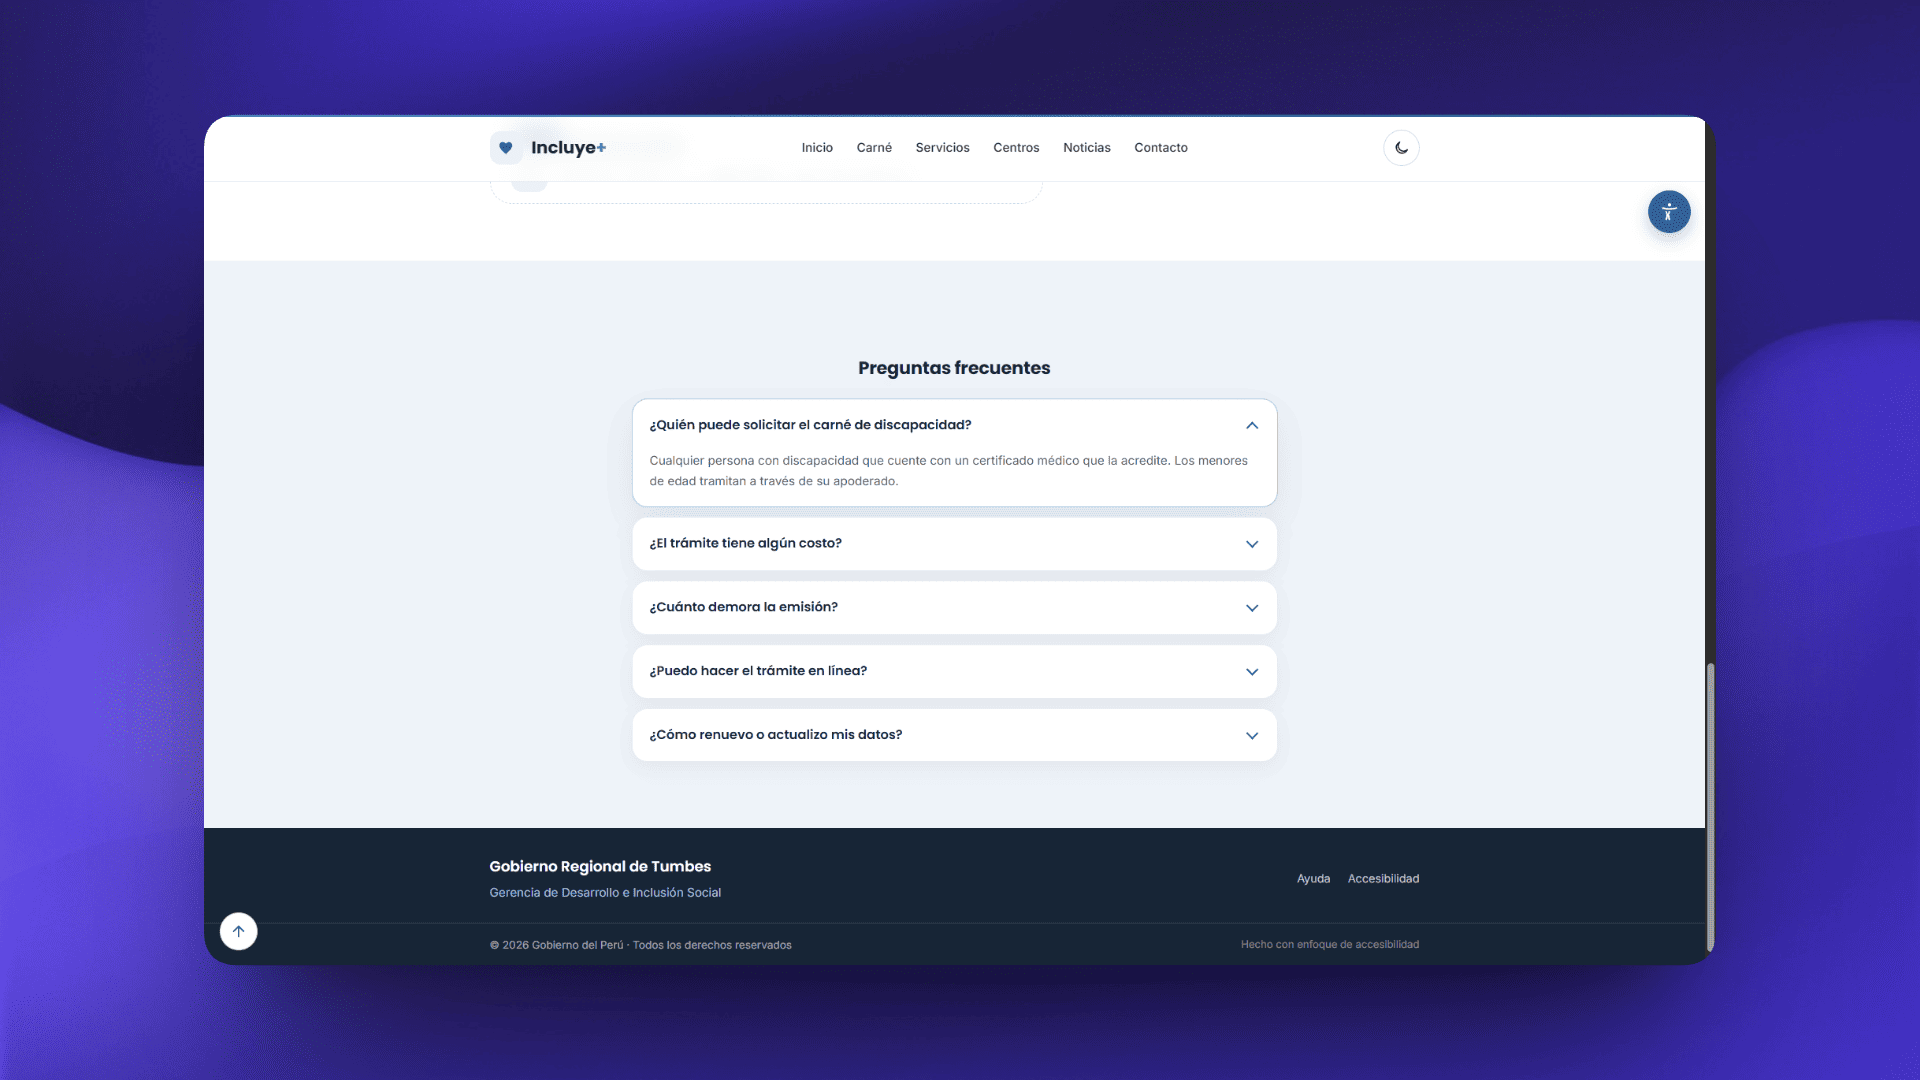 Incluye+
Inicio Carné Servicios Centros Noticias Contacto
Preguntas frecuentes
¿Quién puede solicitar el carné de discapacidad?
Cualquier persona con discapacidad que cuente con un certificado médico que la acredite. Los menores
de edad tramitan a través de su apoderado.
¿El trámite tiene algún costo?
¿Cuánto demora la emisión?
¿Puedo hacer el trámite en línea?
¿Cómo renuevo o actualizo mis datos?
Gobierno Regional de Tumbes
Gerencia de Desarrollo e Inclusión Social
Ayuda Accesibilidad
© 2026 Gobierno del Perú · Todos los derechos reservados
Hecho con enfoque de accesibilidad